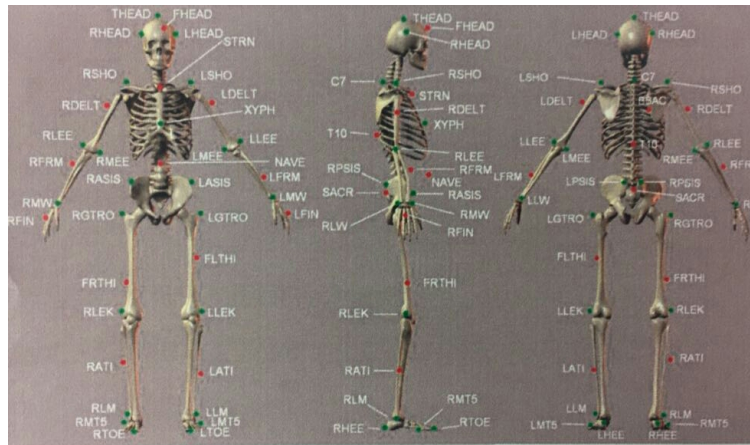 THEAD
FHEAD
RHEAD
LHEAD
STRN
RSHO
LSHO
RDELT
LDELT
XYPH
RLEE
LLEE
RMEE
LMEE
NAVE
RFRM
LFRM
RASIS
LASIS
RMW
LMW
RFIN
LFIN
RGTRO
LGTRO
FLTHI
FRTHI
RLEK
LLEK
RATI
LATI
RLM
LLM
RMT5
LMT5
RTOE
LTOE
THEAD
FHEAD
RHEAD
C7
RSHO
STRN
RDELT
XYPH
T10
RLEE
RFRM
RPSIS
NAVE
SACR
RASIS
RLW
RMW
RFIN
FRTHI
RLEK
RATI
RLM
RMT5
RHEE
RTOE
THEAD
LHEAD
RHEAD
LSHO
C7
RSHO
LDELT
RDELT
T10
LLEE
RLEE
LMEE
RMEE
LFRM
LPSIS
RPSIS
LLW
SACR
LGTRO
RGTRO
FLTHI
FRTHI
LLEK
RLEK
LATI
RATI
LLM
RLM
LMT5
RMT5
LHEE
RHEE